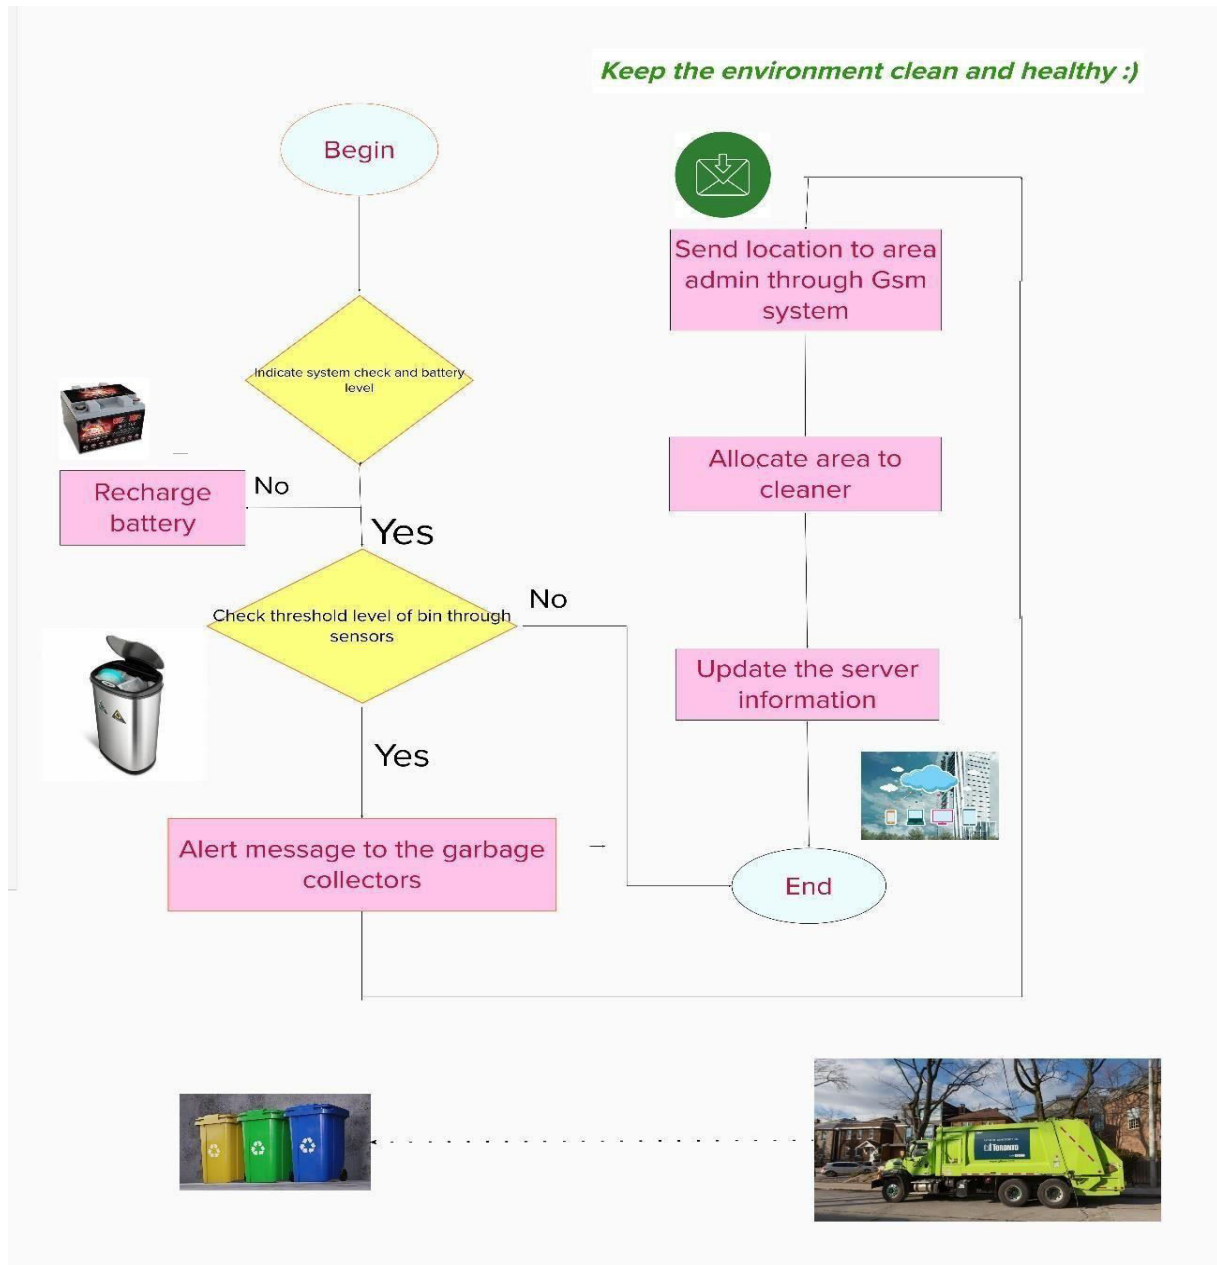 Keep the environment clean and healthy :)
Begin
Indicate system check and battery
level
Recharge
battery
No
Yes
Check threshold level of bin through
sensors
No
Yes
Alert message to the garbage
collectors
Send location to area
admin through Gsm
system
Allocate area to
cleaner
Update the server
information
End
TORONTO